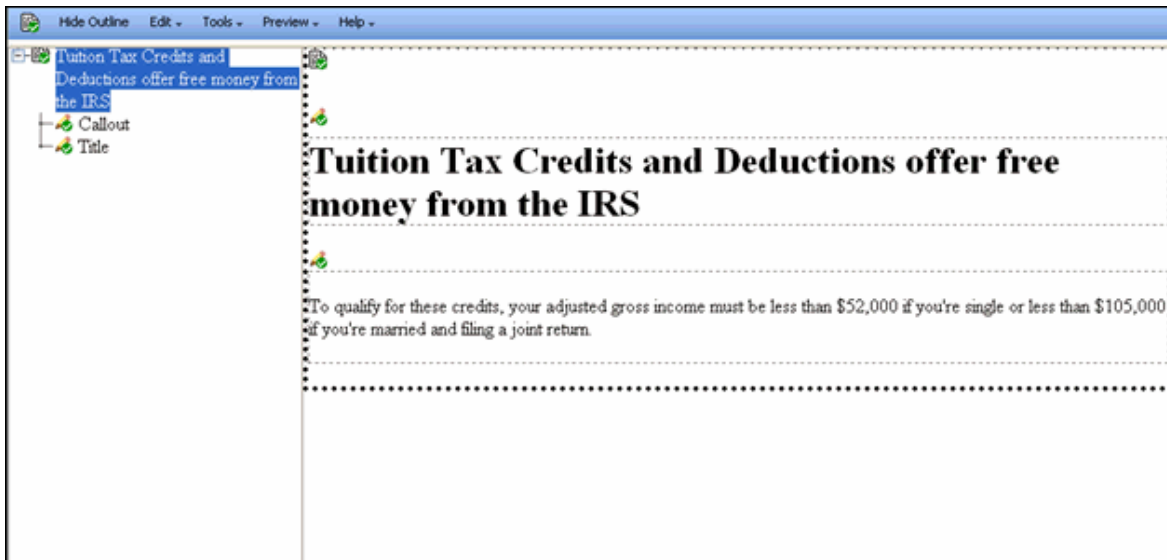 Hide Outline Edit Tools Preview Help
Tuition Tax Credits and
Deductions offer free money from
the IRS
Callout
Title
Tuition Tax Credits and Deductions offer free
money from the IRS
To qualify for these credits, your adjusted gross income must be less than $52,000 if you're single or less than $105,000
if you're married and filing a joint return.